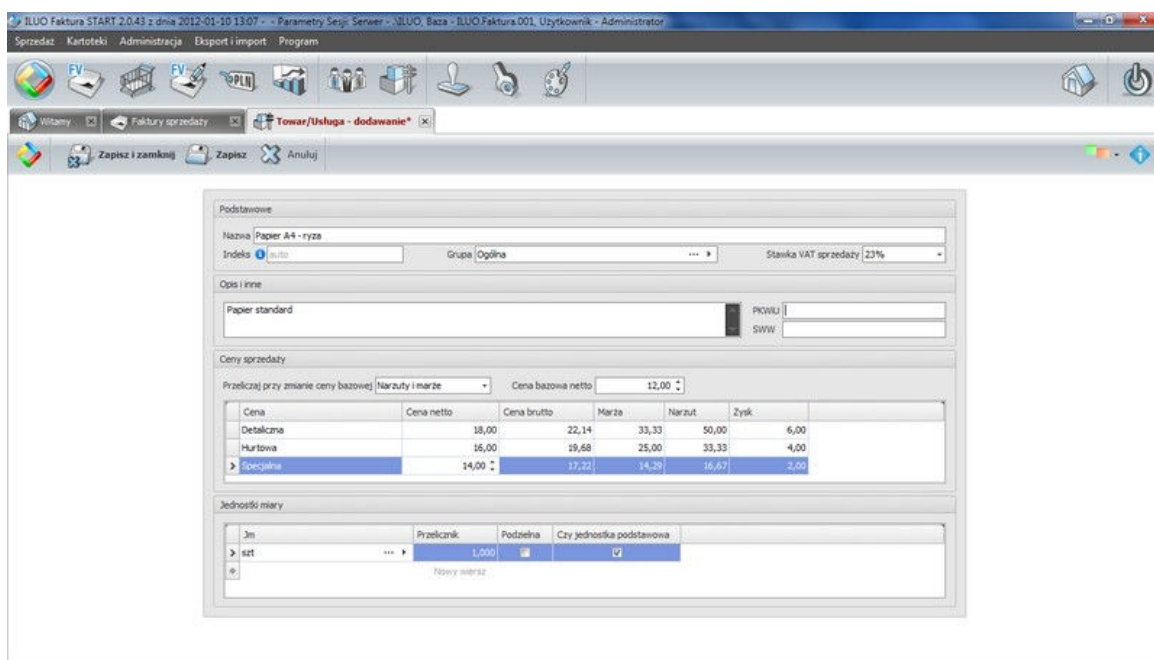 ILUO Faktura START 2.0.43 z dnia 2012-01-10 13:07 - - Parametry Sesji: Serwer - .\ILUO, Baza - ILUO.Faktura.001, Użytkownik - Administrator
Sprzedaż Kartoteki Administracja Eksport i import Program
FV FV PLN
Witamy Faktury sprzedaży Towar/Usługa - dodawanie*
Zapisz i zamknij Zapisz Anuluj
Podstawowe
Nazwa Papier A4 - ryza
Indeks auto Grupa Ogólna Stawka VAT sprzedaży 23%
Opis i inne
Papier standard PKWiU
SWW
Ceny sprzedaży
Przeliczaj przy zmianie ceny bazowej Narzuty i marże Cena bazowa netto 12,00
Cena Cena netto Cena brutto Marża Narzut Zysk
Detaliczna 18,00 22,14 33,33 50,00 6,00
Hurtowa 16,00 19,68 25,00 33,33 4,00
Specjalna 14,00 17,22 14,29 16,67 2,00
Jednostki miary
Jm Przelicznik Podzielna Czy jednostka podstawowa
szt 1,000
Nowy wiersz